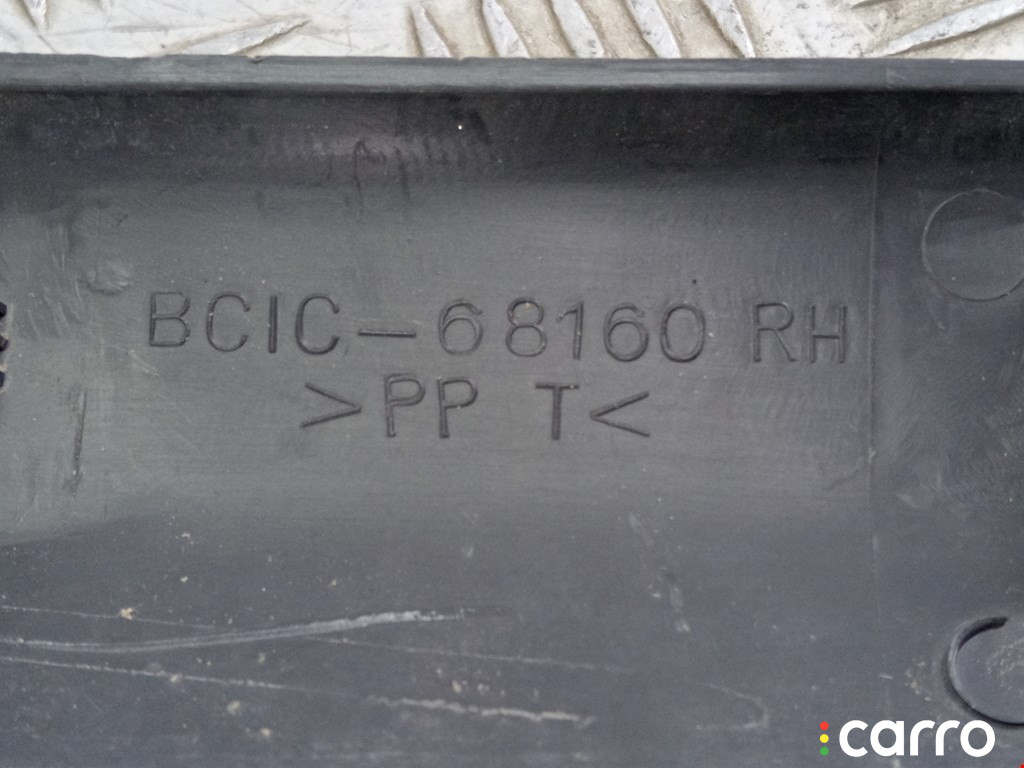 BCIC-68160 RH
>PP T<
carro